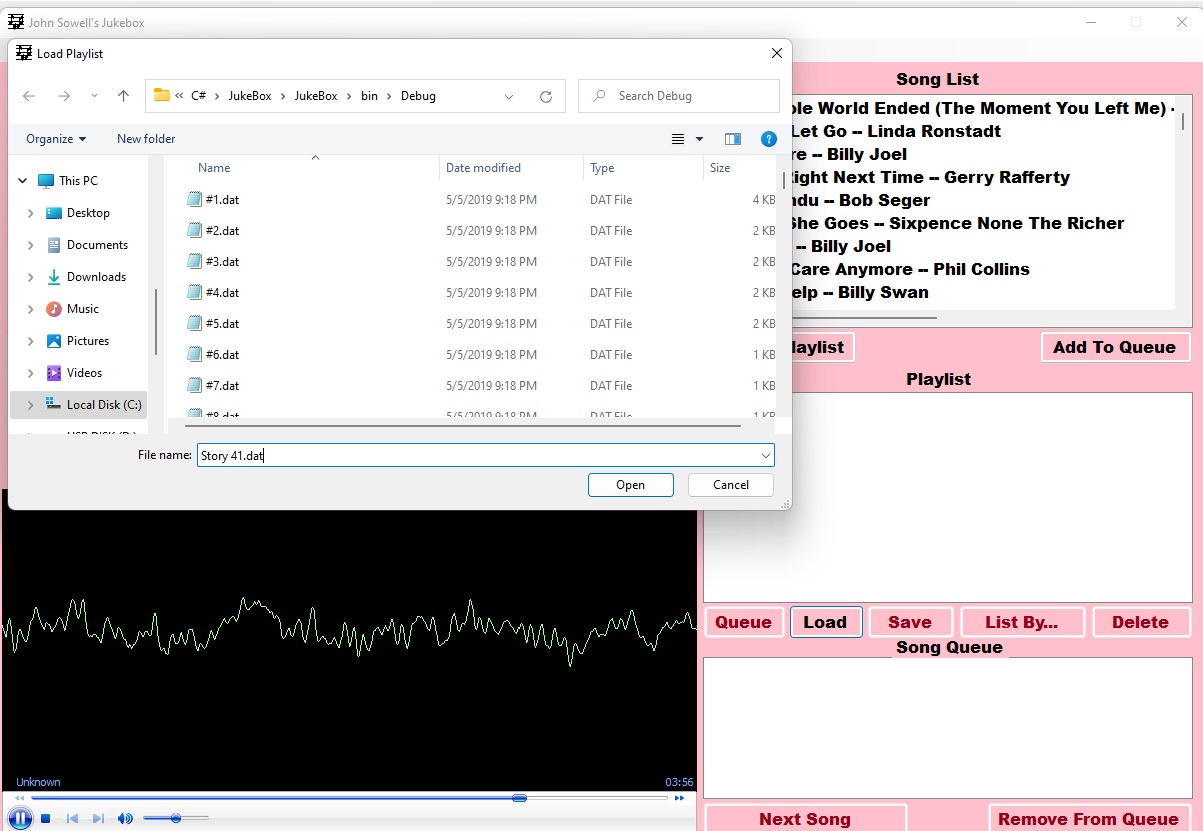 John Sowell's Jukebox
Load Playlist
« C# › JukeBox › JukeBox › bin › Debug
Search Debug
Organize
New folder
Name Date modified Type Size
This PC
Desktop
Documents
Downloads
Music
Pictures
Videos
Local Disk (C:)
#1.dat 5/5/2019 9:18 PM DAT File 4 KB
#2.dat 5/5/2019 9:18 PM DAT File 2 KB
#3.dat 5/5/2019 9:18 PM DAT File 2 KB
#4.dat 5/5/2019 9:18 PM DAT File 2 KB
#5.dat 5/5/2019 9:18 PM DAT File 2 KB
#6.dat 5/5/2019 9:18 PM DAT File 1 KB
#7.dat 5/5/2019 9:18 PM DAT File 1 KB
#8.dat 5/5/2019 9:18 PM DAT File 1 KB
File name: Story 41.dat
Open Cancel
Song List
ole World Ended (The Moment You Left Me) -
Let Go -- Linda Ronstadt
re -- Billy Joel
ight Next Time -- Gerry Rafferty
ndu -- Bob Seger
She Goes -- Sixpence None The Richer
-- Billy Joel
Care Anymore -- Phil Collins
elp -- Billy Swan
laylist Add To Queue
Playlist
Queue Load Save List By... Delete
Song Queue
Next Song Remove From Queue
Unknown 03:56